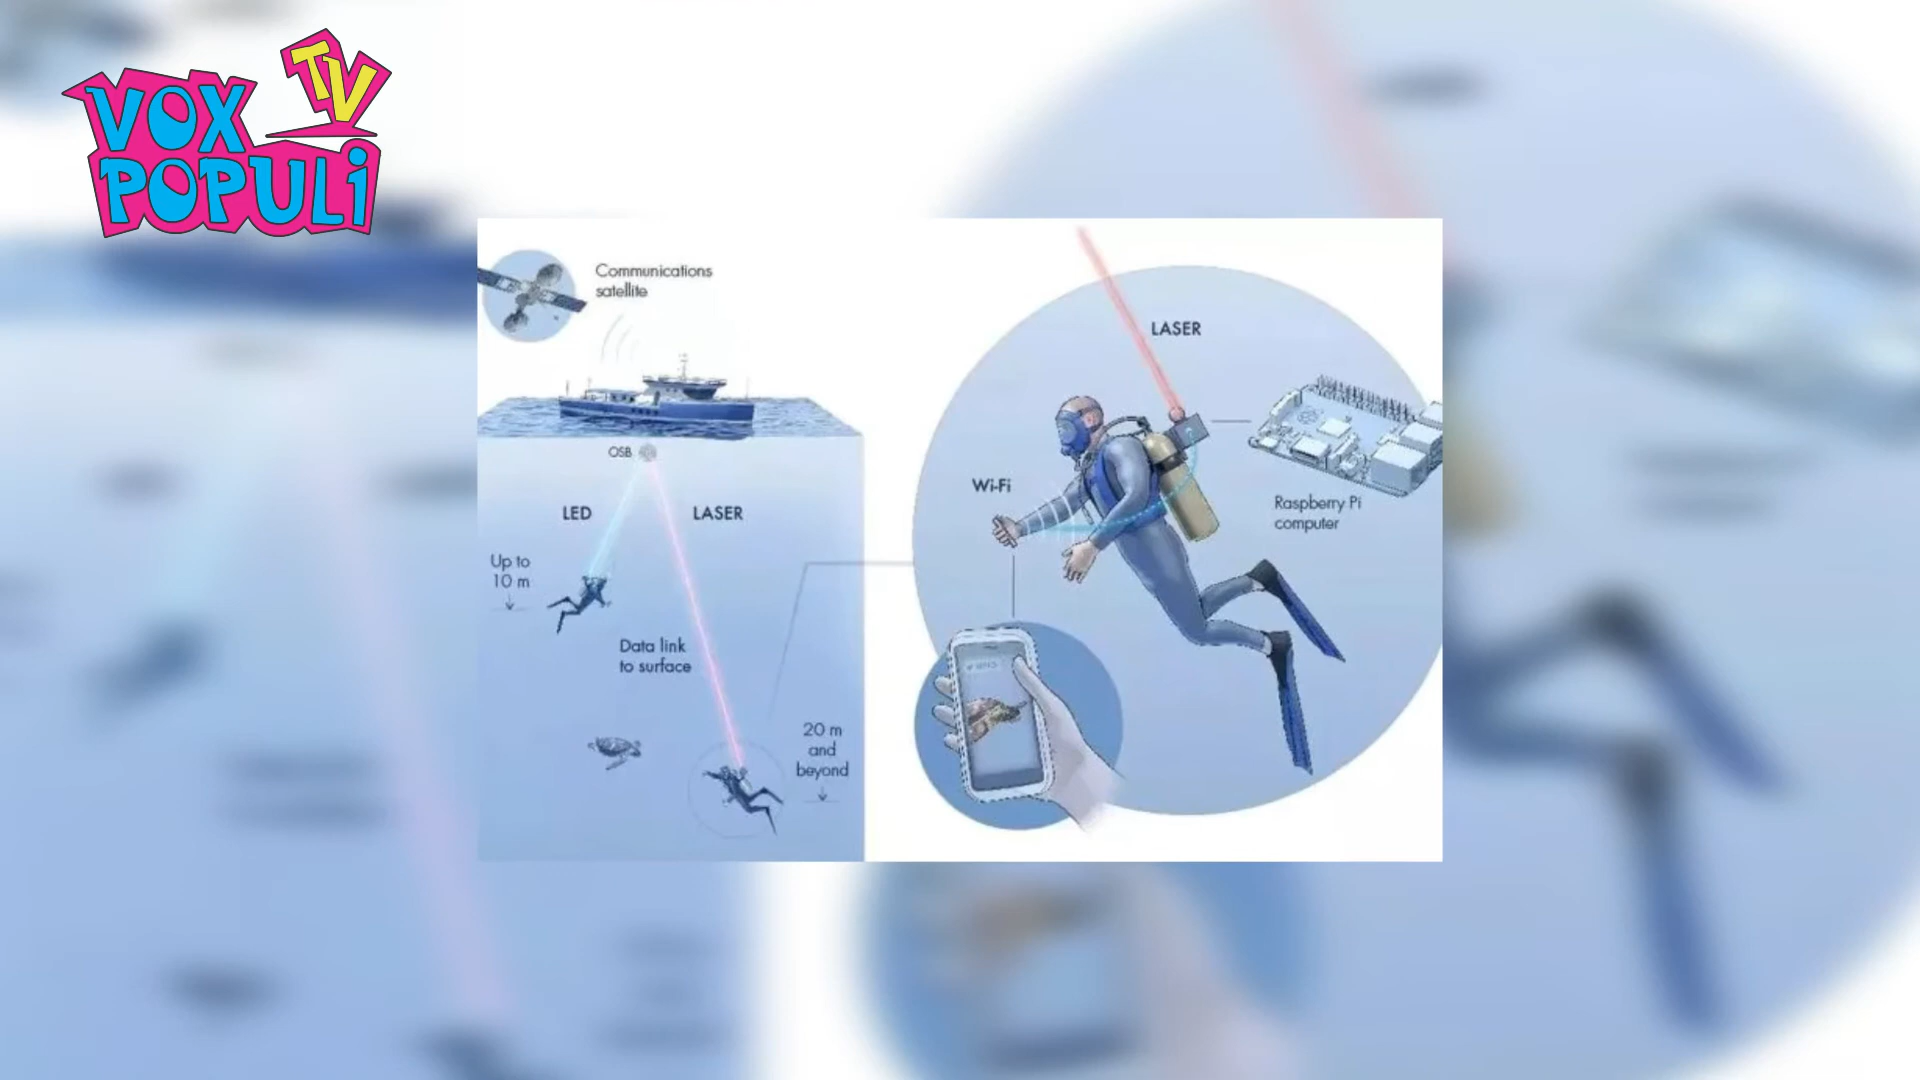 VOX
TV
POPULi
Communications
satellite
OSB
LED
LASER
Up to
10 m
Data link
to surface
20 m
and
beyond
LASER
Wi-Fi
Raspberry Pi
computer